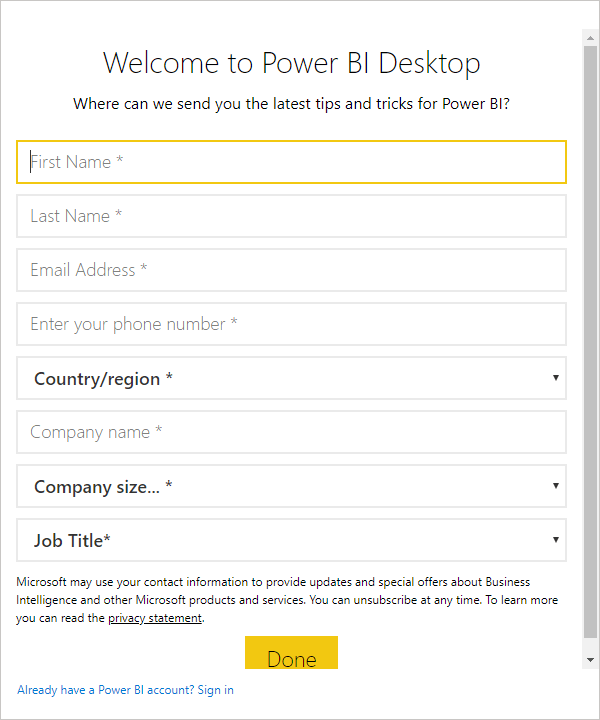 Welcome to Power BI Desktop
Where can we send you the latest tips and tricks for Power BI?
First Name *
Last Name *
Email Address *
Enter your phone number *
Country/region *
Company name *
Company size... *
Job Title*
Microsoft may use your contact information to provide updates and special offers about Business
Intelligence and other Microsoft products and services. You can unsubscribe at any time. To learn more
you can read the privacy statement.
Done
Already have a Power BI account? Sign in